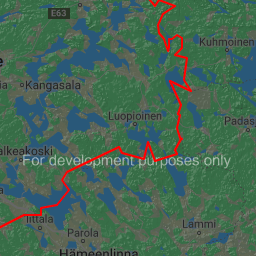 E63
Kuhmoinen
Kangasala
Luopioinen
Padas
alkeakoski
For development purposes only
Iittala
Lammi
Parola
Hämeenlinna